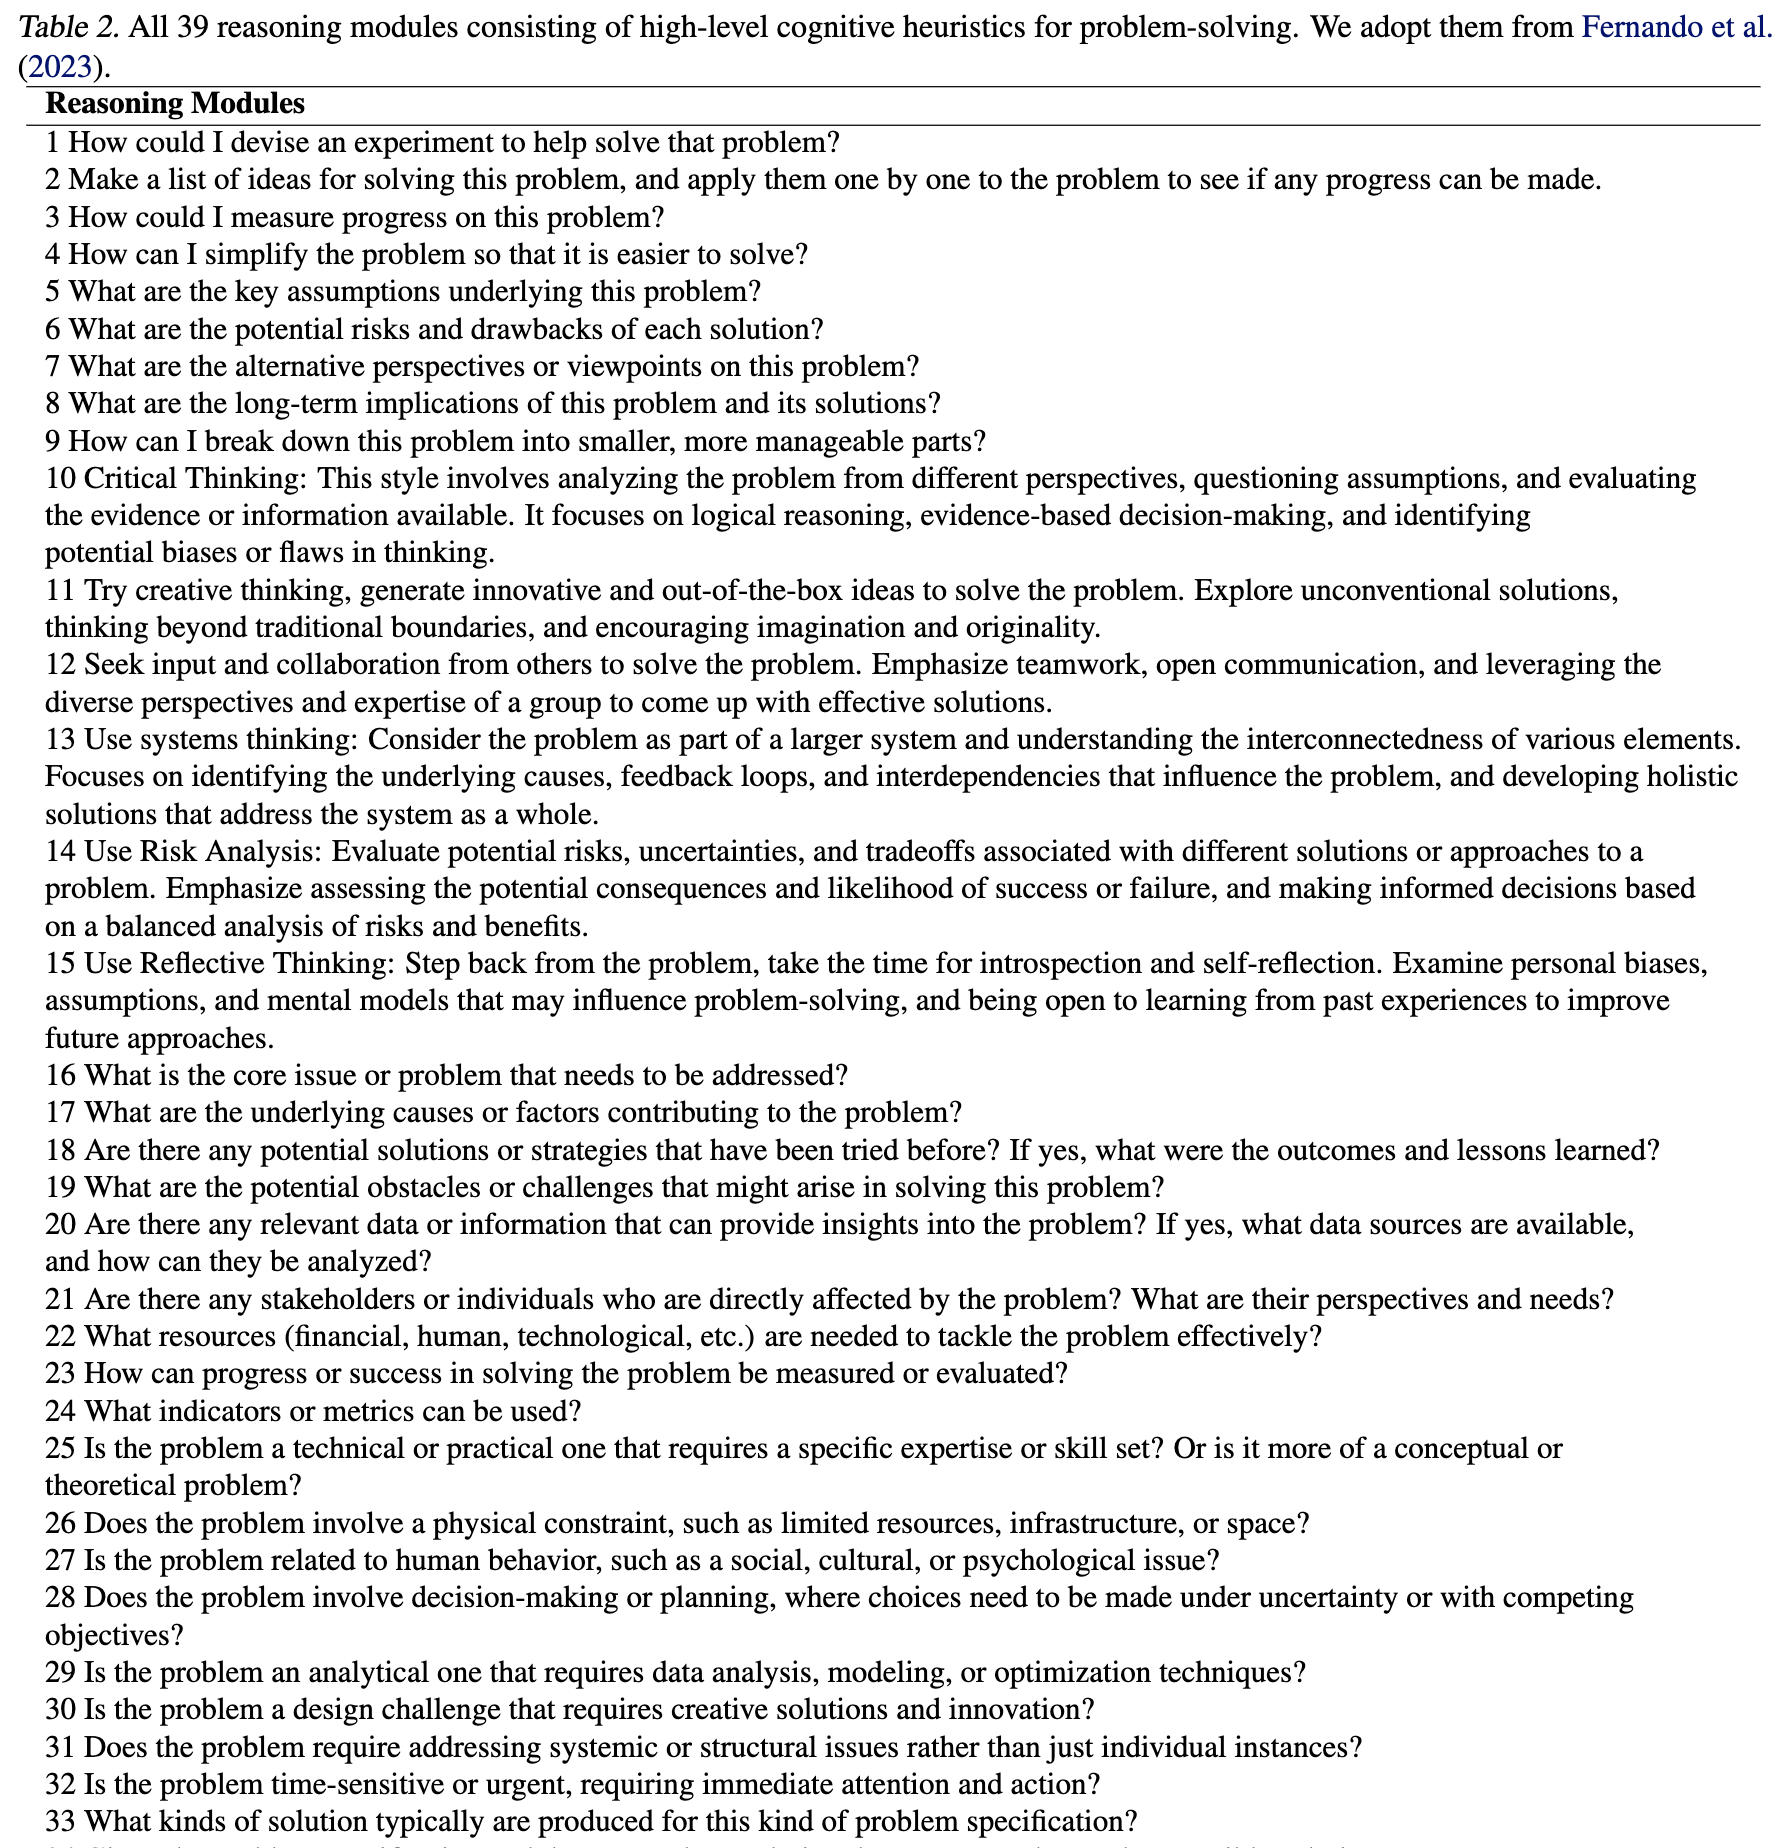 Table 2. All 39 reasoning modules consisting of high-level cognitive heuristics for problem-solving. We adopt them from Fernando et al.
(2023).
Reasoning Modules
1 How could I devise an experiment to help solve that problem?
2 Make a list of ideas for solving this problem, and apply them one by one to the problem to see if any progress can be made.
3 How could I measure progress on this problem?
4 How can I simplify the problem so that it is easier to solve?
5 What are the key assumptions underlying this problem?
6 What are the potential risks and drawbacks of each solution?
7 What are the alternative perspectives or viewpoints on this problem?
8 What are the long-term implications of this problem and its solutions?
9 How can I break down this problem into smaller, more manageable parts?
10 Critical Thinking: This style involves analyzing the problem from different perspectives, questioning assumptions, and evaluating
the evidence or information available. It focuses on logical reasoning, evidence-based decision-making, and identifying
potential biases or flaws in thinking.
11 Try creative thinking, generate innovative and out-of-the-box ideas to solve the problem. Explore unconventional solutions,
thinking beyond traditional boundaries, and encouraging imagination and originality.
12 Seek input and collaboration from others to solve the problem. Emphasize teamwork, open communication, and leveraging the
diverse perspectives and expertise of a group to come up with effective solutions.
13 Use systems thinking: Consider the problem as part of a larger system and understanding the interconnectedness of various elements.
Focuses on identifying the underlying causes, feedback loops, and interdependencies that influence the problem, and developing holistic
solutions that address the system as a whole.
14 Use Risk Analysis: Evaluate potential risks, uncertainties, and tradeoffs associated with different solutions or approaches to a
problem. Emphasize assessing the potential consequences and likelihood of success or failure, and making informed decisions based
on a balanced analysis of risks and benefits.
15 Use Reflective Thinking: Step back from the problem, take the time for introspection and self-reflection. Examine personal biases,
assumptions, and mental models that may influence problem-solving, and being open to learning from past experiences to improve
future approaches.
16 What is the core issue or problem that needs to be addressed?
17 What are the underlying causes or factors contributing to the problem?
18 Are there any potential solutions or strategies that have been tried before? If yes, what were the outcomes and lessons learned?
19 What are the potential obstacles or challenges that might arise in solving this problem?
20 Are there any relevant data or information that can provide insights into the problem? If yes, what data sources are available,
and how can they be analyzed?
21 Are there any stakeholders or individuals who are directly affected by the problem? What are their perspectives and needs?
22 What resources (financial, human, technological, etc.) are needed to tackle the problem effectively?
23 How can progress or success in solving the problem be measured or evaluated?
24 What indicators or metrics can be used?
25 Is the problem a technical or practical one that requires a specific expertise or skill set? Or is it more of a conceptual or
theoretical problem?
26 Does the problem involve a physical constraint, such as limited resources, infrastructure, or space?
27 Is the problem related to human behavior, such as a social, cultural, or psychological issue?
28 Does the problem involve decision-making or planning, where choices need to be made under uncertainty or with competing
objectives?
29 Is the problem an analytical one that requires data analysis, modeling, or optimization techniques?
30 Is the problem a design challenge that requires creative solutions and innovation?
31 Does the problem require addressing systemic or structural issues rather than just individual instances?
32 Is the problem time-sensitive or urgent, requiring immediate attention and action?
33 What kinds of solution typically are produced for this kind of problem specification?